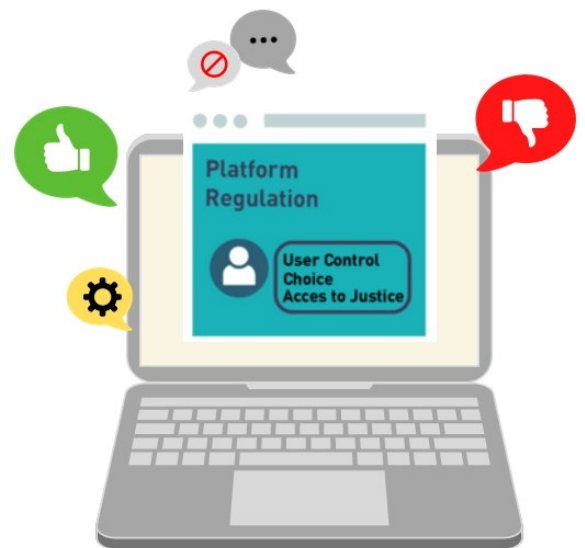 Platform
Regulation
User Control
Choice
Acces to Justice